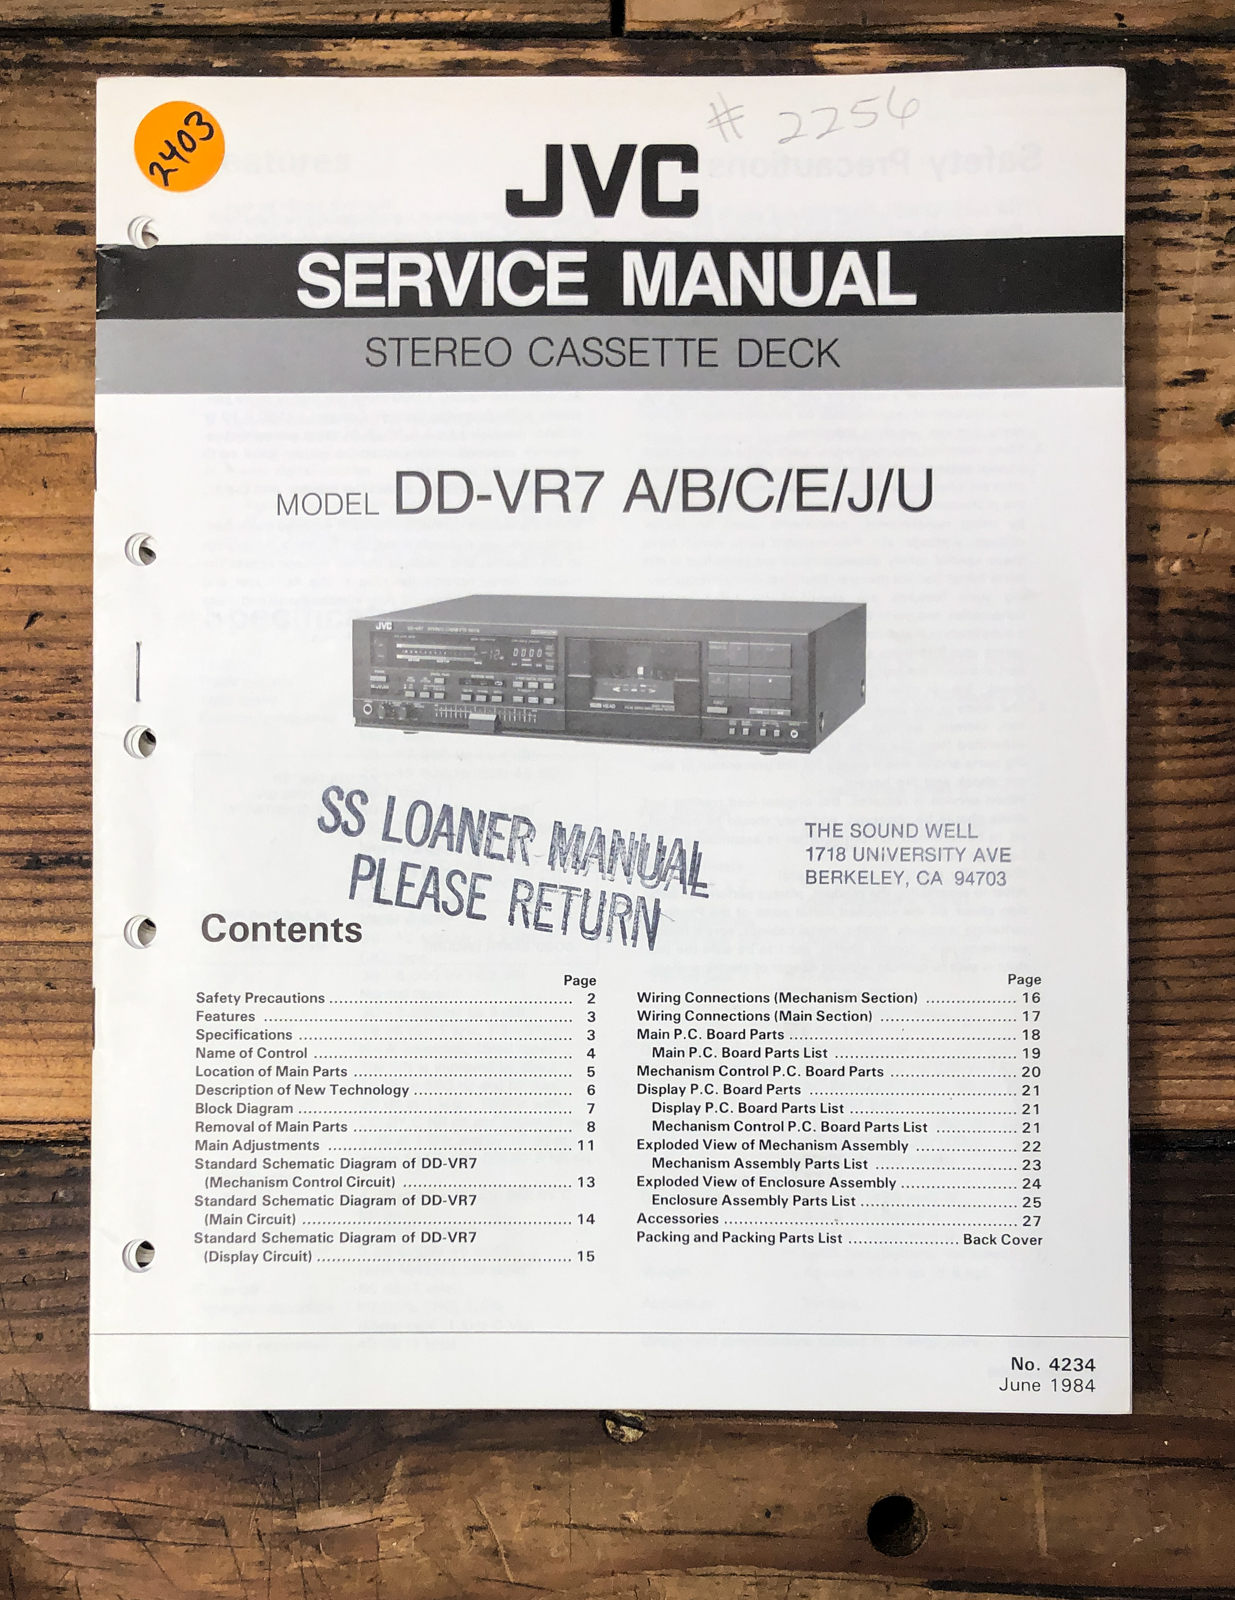 2403
# 2256
JVC
SERVICE MANUAL
STEREO CASSETTE DECK
MODEL DD-VR7 A/B/C/E/J/U
JVC
SS LOANER MANUAL
PLEASE RETURN
THE SOUND WELL
1718 UNIVERSITY AVE
BERKELEY, CA 94703
Contents
Page
Safety Precautions ........ 2
Features ........ 3
Specifications ........ 3
Name of Control ........ 4
Location of Main Parts ........ 5
Description of New Technology ........ 6
Block Diagram ........ 7
Removal of Main Parts ........ 8
Main Adjustments ........ 11
Standard Schematic Diagram of DD-VR7
(Mechanism Control Circuit) ........ 13
Standard Schematic Diagram of DD-VR7
(Main Circuit) ........ 14
Standard Schematic Diagram of DD-VR7
(Display Circuit) ........ 15
Page
Wiring Connections (Mechanism Section) ........ 16
Wiring Connections (Main Section) ........ 17
Main P.C. Board Parts ........ 18
Main P.C. Board Parts List ........ 19
Mechanism Control P.C. Board Parts ........ 20
Display P.C. Board Parts ........ 21
Display P.C. Board Parts List ........ 21
Mechanism Control P.C. Board Parts List ........ 21
Exploded View of Mechanism Assembly ........ 22
Mechanism Assembly Parts List ........ 23
Exploded View of Enclosure Assembly ........ 24
Enclosure Assembly Parts List ........ 25
Accessories ........ 27
Packing and Packing Parts List ........ Back Cover
No. 4234
June 1984